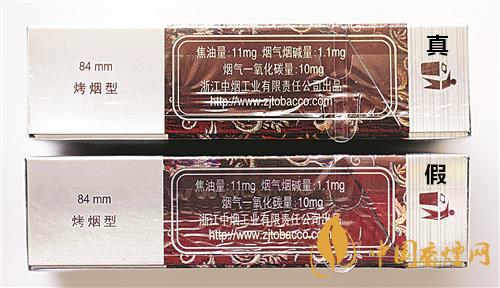 84 mm
烤烟型
焦油量：11mg 烟气烟碱量：1.1mg
烟气一氧化碳量：10mg
浙江中烟工业有限责任公司出品
http://www.zjtobacco.com
真
84 mm
烤烟型
焦油量：11mg 烟气烟碱量：1.1mg
烟气一氧化碳量：10mg
浙江中烟工业有限责任公司出品
http://www.zjtobacco.com
假
中国香烟网